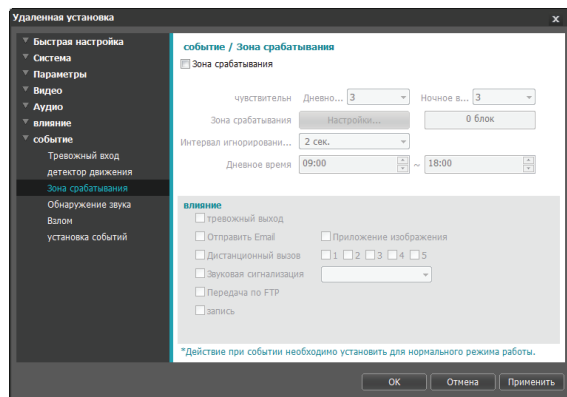 Удаленная установка x
Быстрая настройка
Система
Параметры
Видео
Аудио
влияние
событие
Тревожный вход
детектор движения
Зона срабатывания
Обнаружение звука
Взлом
установка событий
событие / Зона срабатывания
Зона срабатывания
чувствительн Дневно... 3 Ночное в... 3
Зона срабатывания Настройки... 0 блок
Интервал игнорировани... 2 сек.
Дневное время 09:00 ~ 18:00
влияние
тревожный выход
Отправить Email Приложение изображения
Дистанционный вызов 1 2 3 4 5
Звуковая сигнализация
Передача по FTP
запись
*Действие при событии необходимо установить для нормального режима работы.
OK Отмена Применить